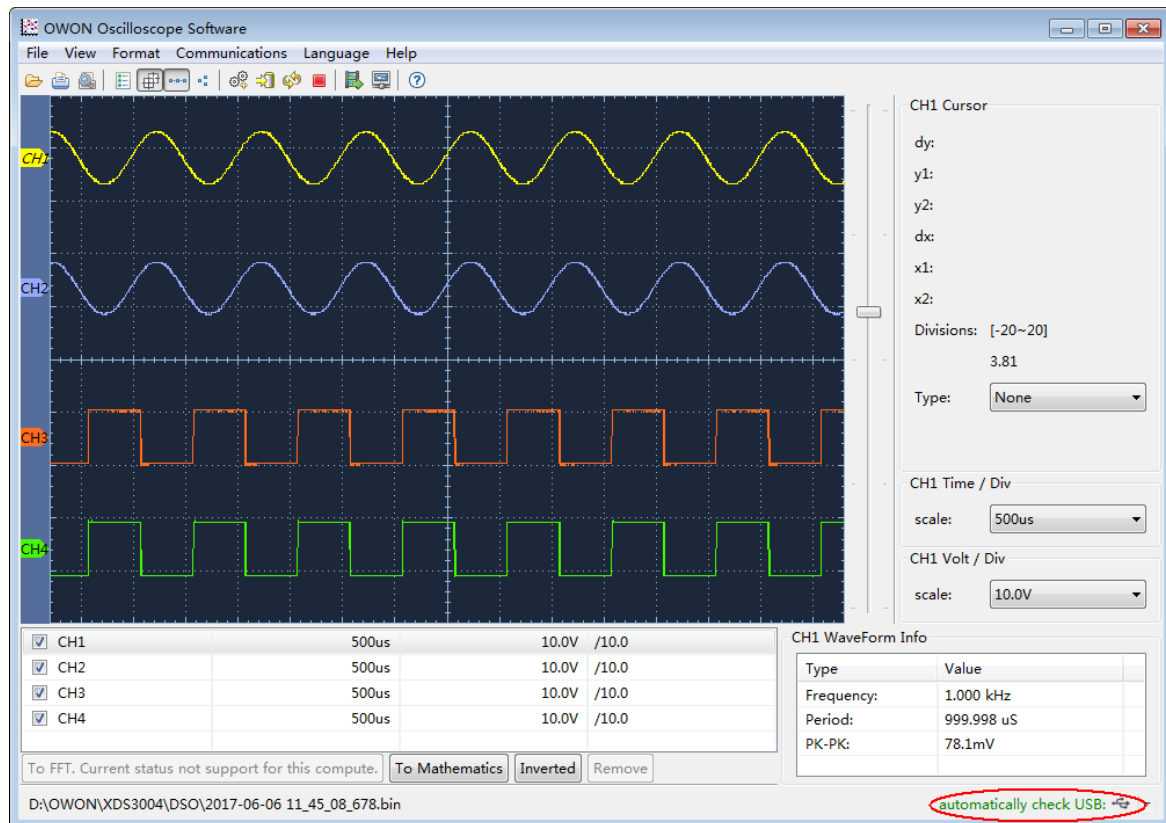 OWON Oscilloscope Software
File View Format Communications Language Help
CH1
CH2
CH3
CH4
CH1 Cursor
dy:
y1:
y2:
dx:
x1:
x2:
Divisions: [-20~20]
3.81
Type: None
CH1 Time / Div
scale: 500us
CH1 Volt / Div
scale: 10.0V
CH1 500us 10.0V /10.0
CH2 500us 10.0V /10.0
CH3 500us 10.0V /10.0
CH4 500us 10.0V /10.0
To FFT. Current status not support for this compute. To Mathematics Inverted Remove
CH1 WaveForm Info
Type Value
Frequency: 1.000 kHz
Period: 999.998 uS
PK-PK: 78.1mV
D:\OWON\XDS3004\DSO\2017-06-06 11_45_08_678.bin
automatically check USB: